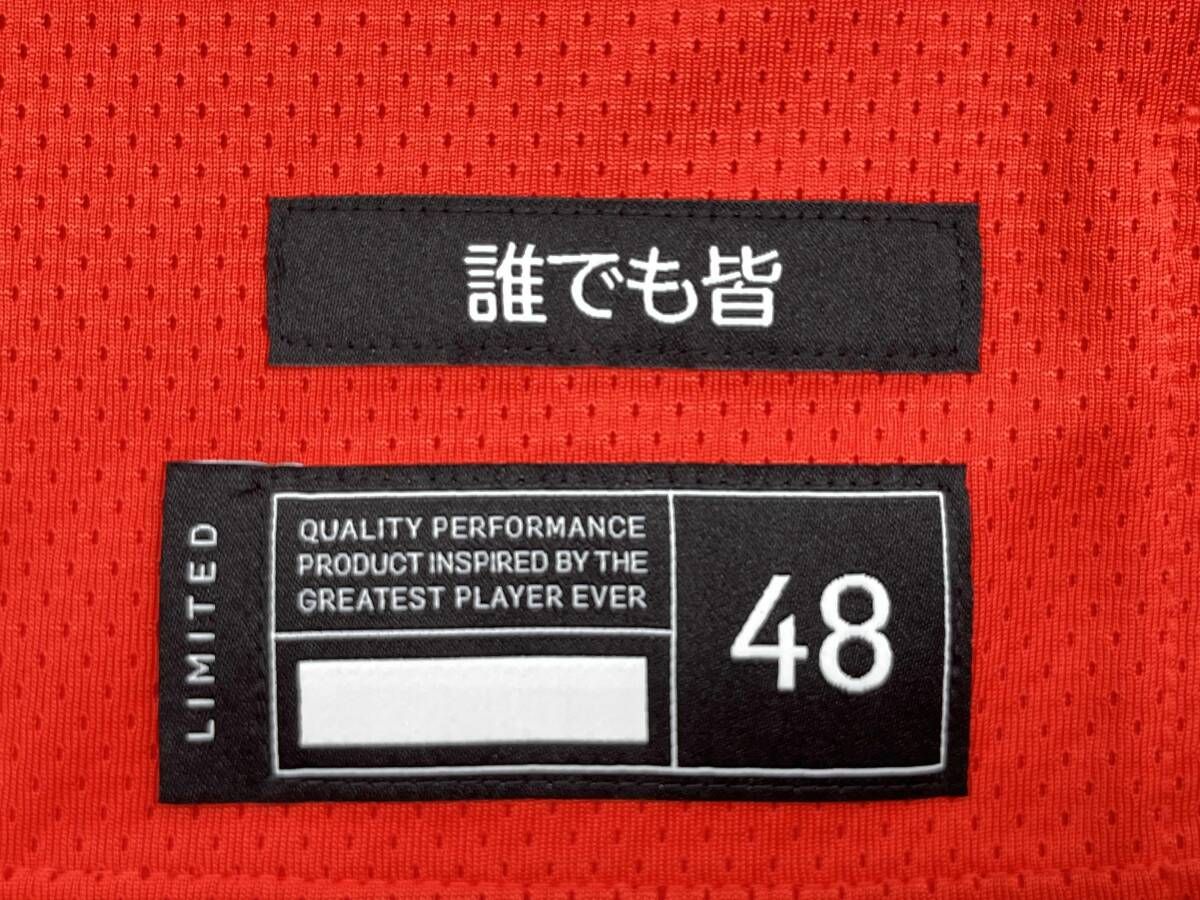 誰でも皆
LIMITED
QUALITY PERFORMANCE
PRODUCT INSPIRED BY THE
GREATEST PLAYER EVER
48